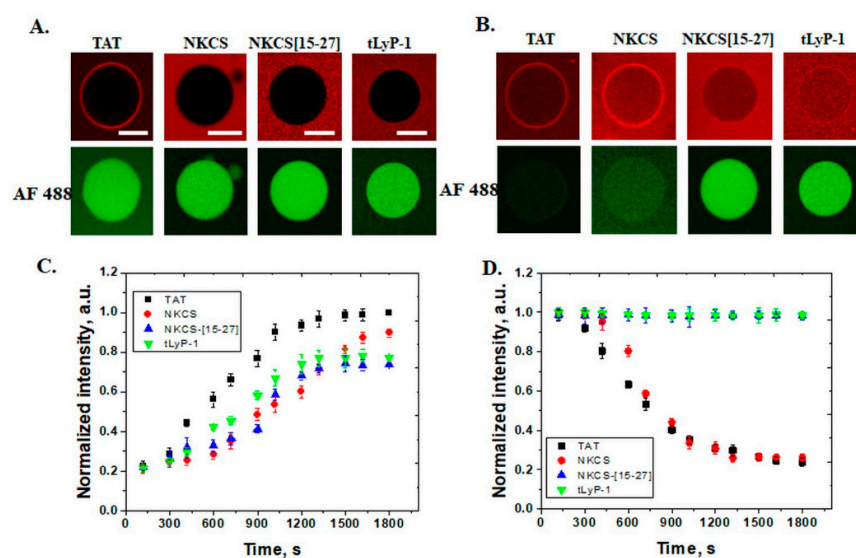 A.
TAT NKCS NKCS[15-27] tLyP-1
AF 488
B.
TAT NKCS NKCS[15-27] tLyP-1
AF 488
C.
Normalized intensity, a.u.
1.2
1.0
0.8
0.6
0.4
0.2
0.0
TAT
NKCS
NKCS-[15-27]
tLyP-1
0 300 600 900 1200 1500 1800
Time, s
D.
Normalized intensity, a.u.
1.2
1.0
0.8
0.6
0.4
0.2
0.0
TAT
NKCS
NKCS-[15-27]
tLyP-1
0 300 600 900 1200 1500 1800
Time, s